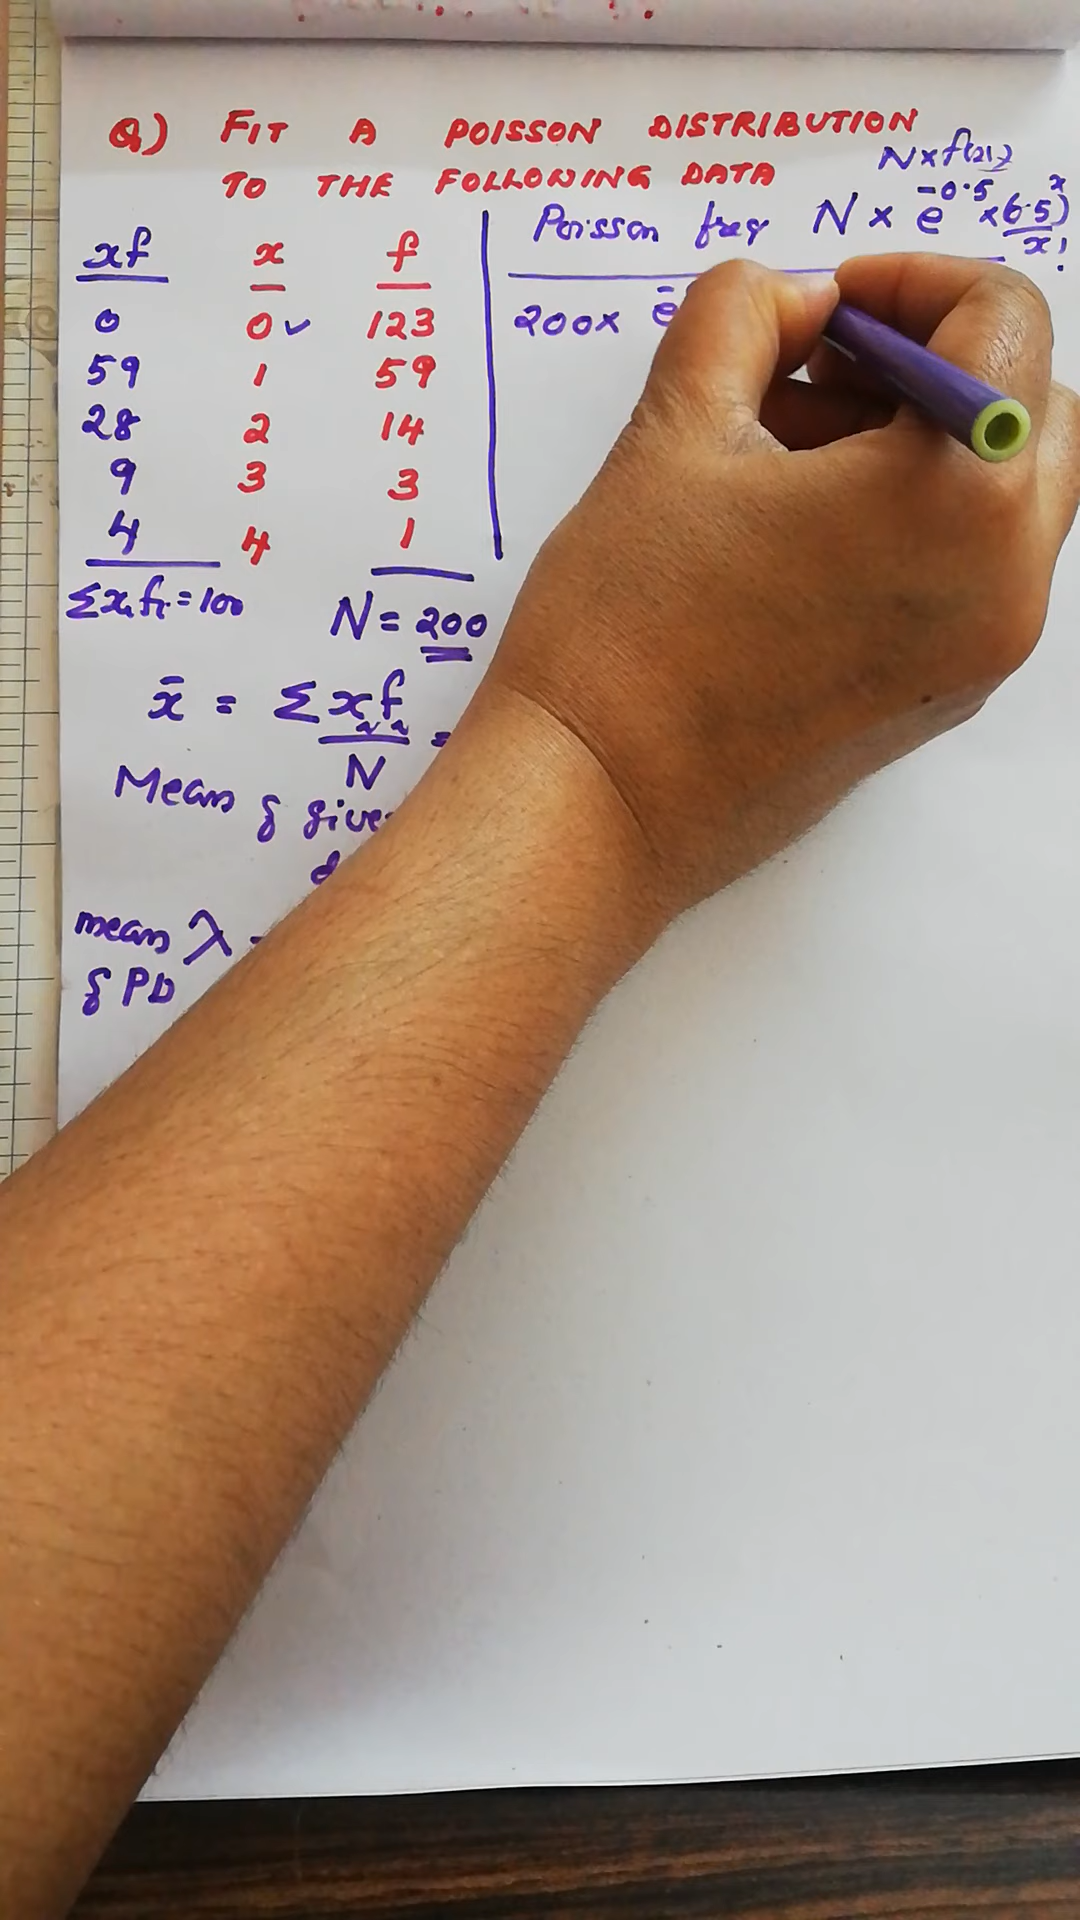 Q) FIT A POISSON DISTRIBUTION
TO THE FOLLOWING DATA
N×f(x)
xf x f
Poisson freq N × e^-0.5 × (0.5)^x / x!
0 0 ✓ 123 200×
59 1 59
28 2 14
9 3 3
4 4 1
Σxifi=100 N=200
x̄ = Σxf / N =
Mean of
mean λ
of PD